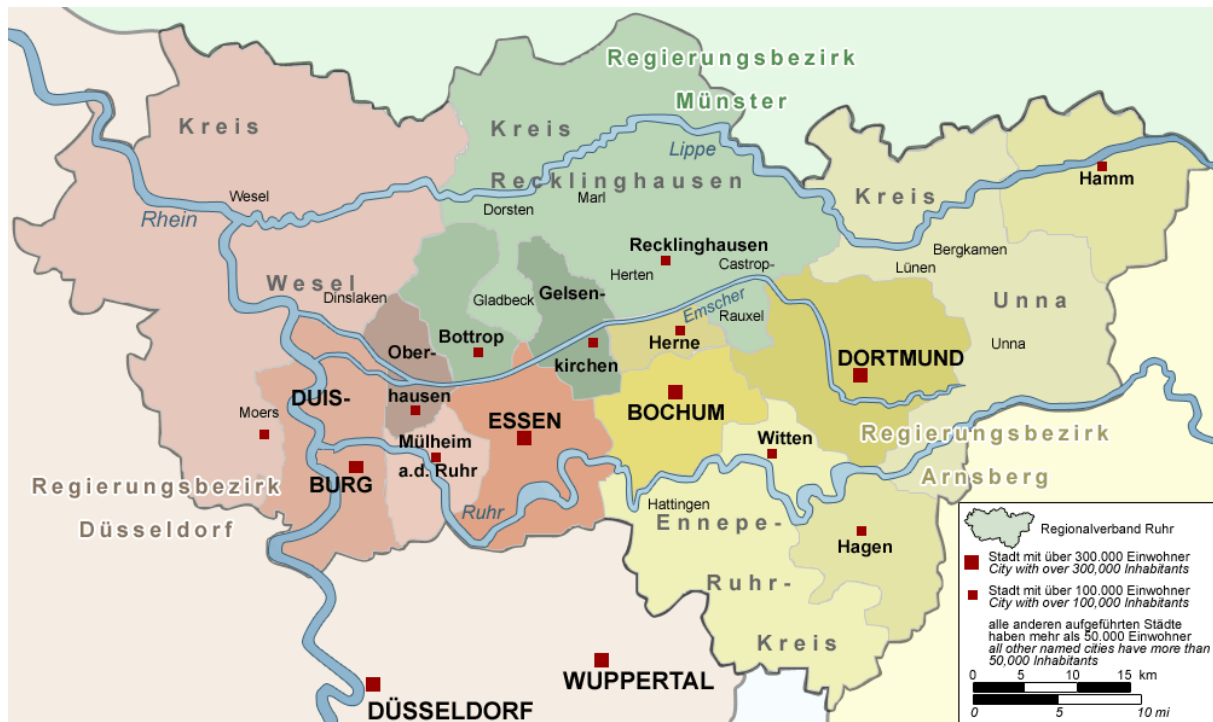 Regierungsbezirk
Münster
Kreis
Kreis
Lippe
Recklinghausen
Kreis
Hamm
Wesel
Dorsten
Marl
Rhein
Recklinghausen
Castrop-
Bergkamen
Herten
Lünen
Wesel
Dinslaken
Gladbeck
Gelsen-
Unna
Emscher
Rauxel
Bottrop
Herne
Unna
Ober-
kirchen
DORTMUND
DUIS-
hausen
Moers
ESSEN
BOCHUM
Mülheim
a.d. Ruhr
Witten
Regierungsbezirk
Arnsberg
BURG
Regierungsbezirk
Düsseldorf
Ruhr
Hattingen
Ennepe-
Ruhr-
Kreis
Hagen
WUPPERTAL
DÜSSELDORF
Regionalverband Ruhr
Stadt mit über 300.000 Einwohner
City with over 300,000 Inhabitants
Stadt mit über 100.000 Einwohner
City with over 100,000 Inhabitants
alle anderen aufgeführten Städte
haben mehr als 50.000 Einwohner
all other named cities have more than
50,000 Inhabitants
0 5 10 15 km
0 5 10 mi